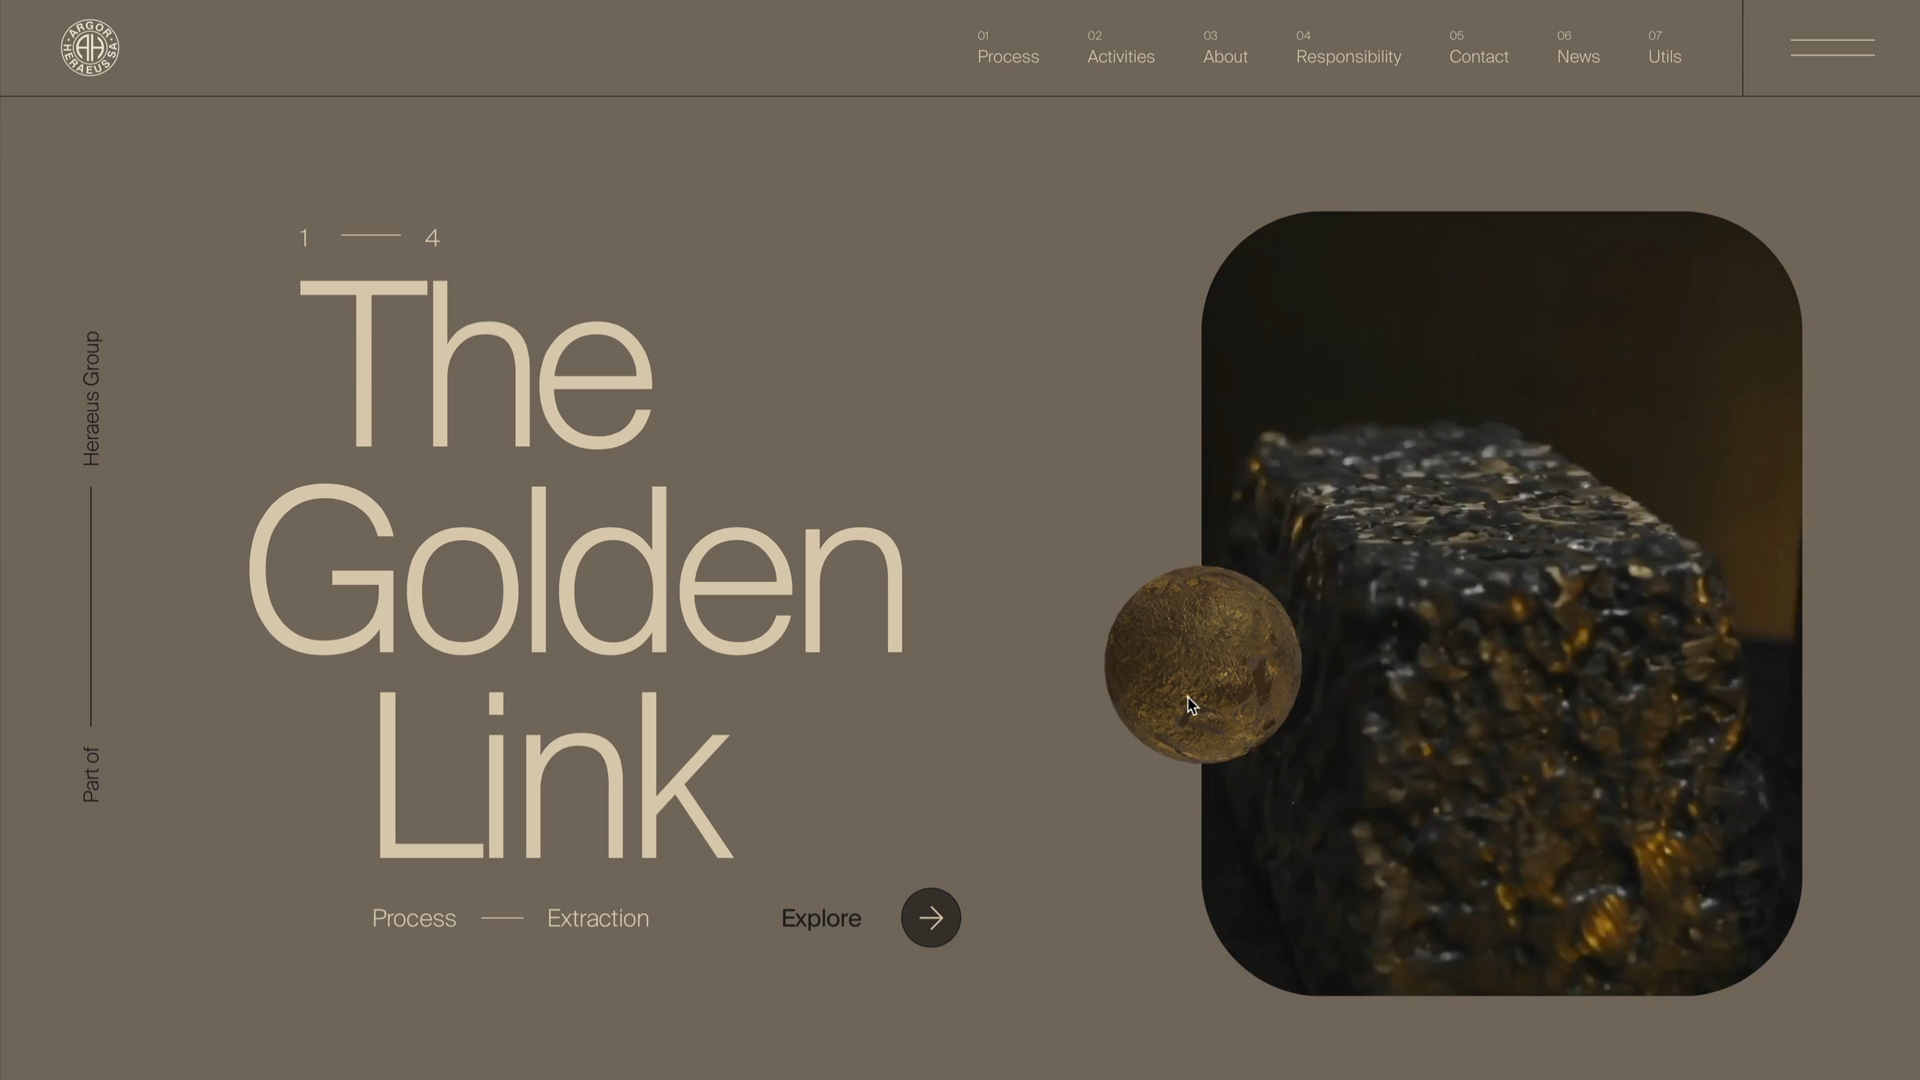 ARGOR · HERAEUS SA ·
AH
01
Process
02
Activities
03
About
04
Responsibility
05
Contact
06
News
07
Utils
1 4
The
Golden
Link
Part of Heraeus Group
Process Extraction
Explore